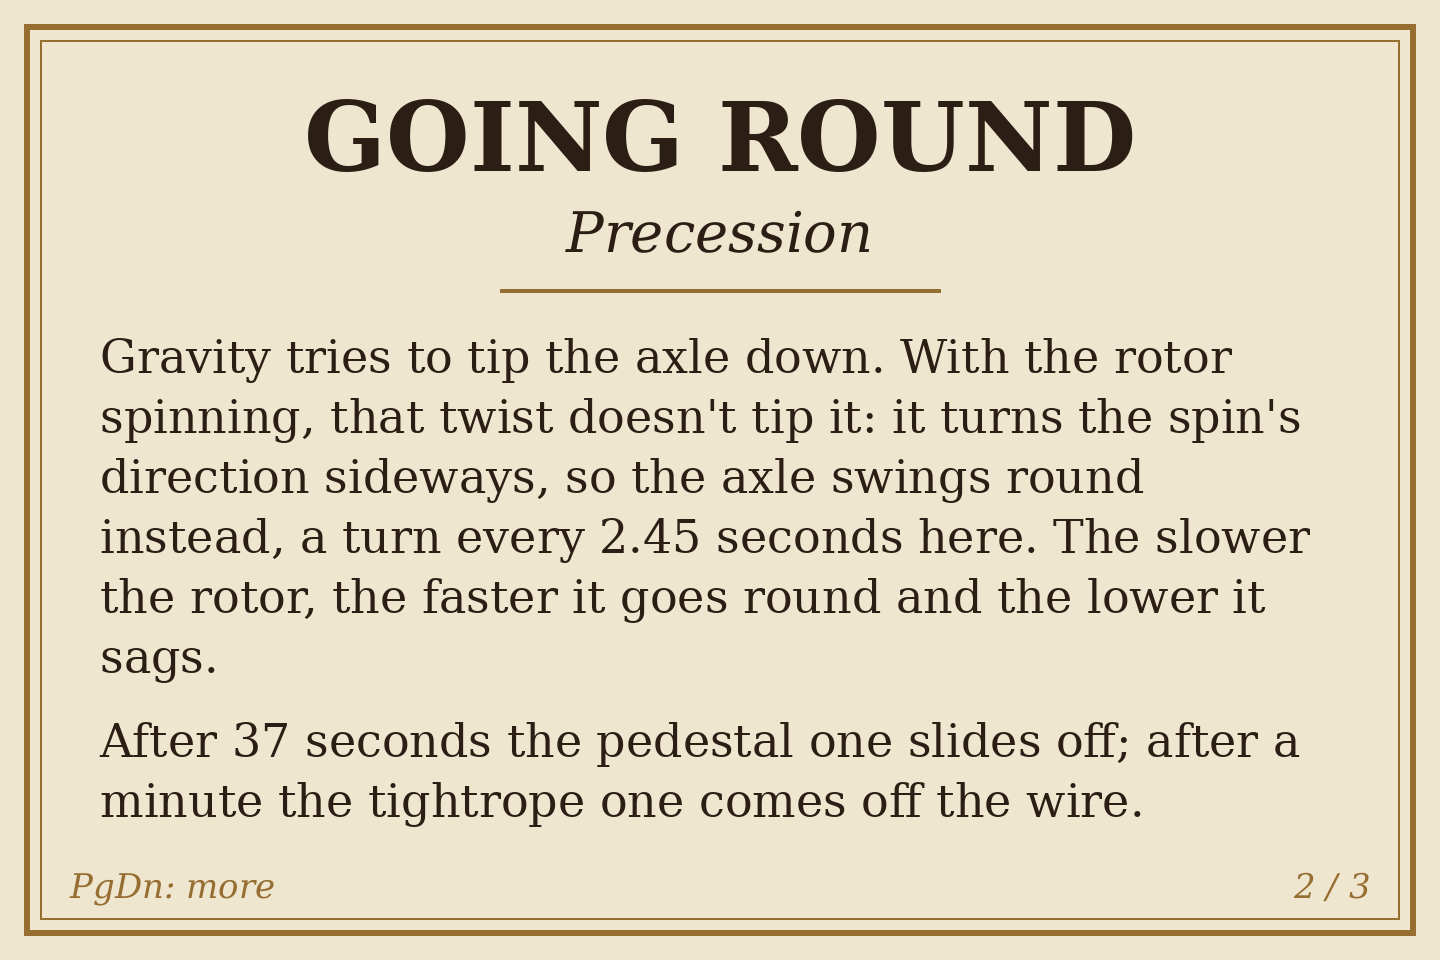 GOING ROUND
Precession
Gravity tries to tip the axle down. With the rotor
spinning, that twist doesn't tip it: it turns the spin's
direction sideways, so the axle swings round
instead, a turn every 2.45 seconds here. The slower
the rotor, the faster it goes round and the lower it
sags.
After 37 seconds the pedestal one slides off; after a
minute the tightrope one comes off the wire.
PgDn: more
2 / 3